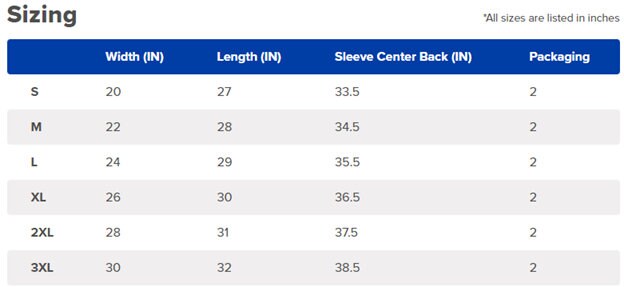 Sizing
*All sizes are listed in inches
Width (IN) Length (IN) Sleeve Center Back (IN) Packaging
S 20 27 33.5 2
M 22 28 34.5 2
L 24 29 35.5 2
XL 26 30 36.5 2
2XL 28 31 37.5 2
3XL 30 32 38.5 2